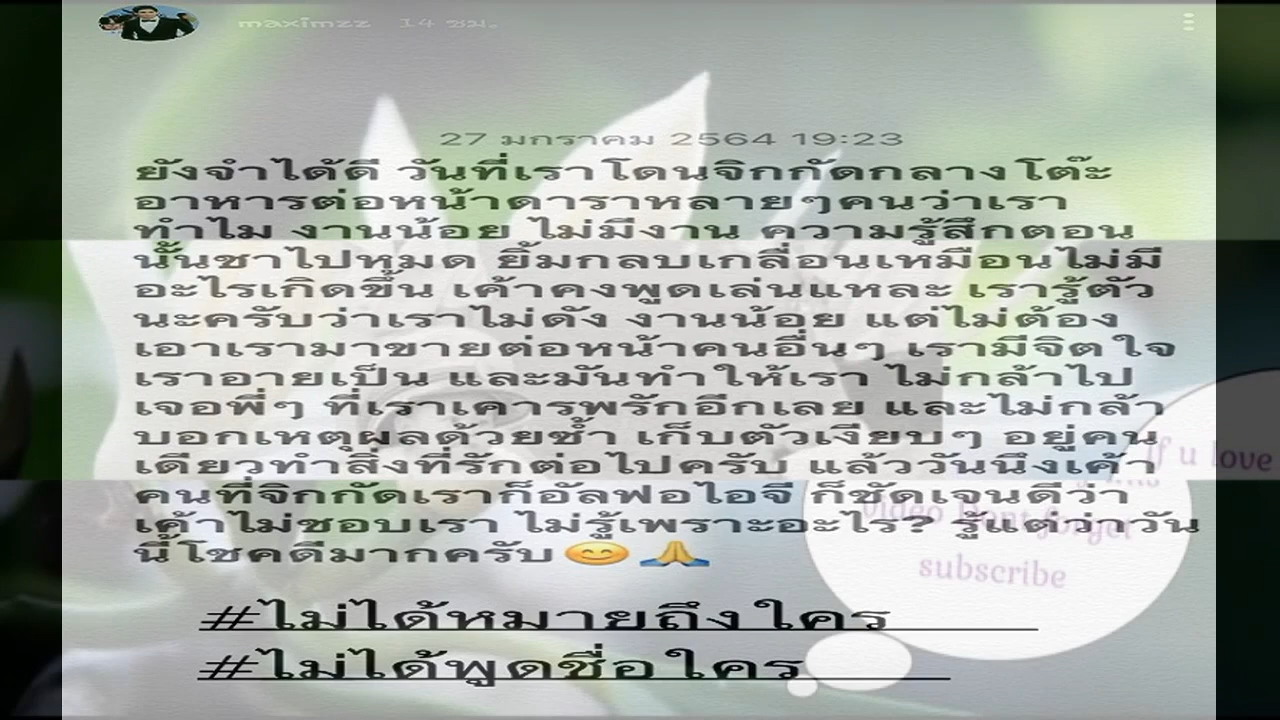 maximzz 14 ชม.
27 มกราคม 2564 19:23
ยังจำได้ดี วันที่เราโดนจิกกัดกลางโต๊ะ
อาหารต่อหน้าดาราหลายๆคนว่าเรา
ทำไม งานน้อย ไม่มีงาน ความรู้สึกตอน
นั้นชาไปหมด ยิ้มกลบเกลื่อนเหมือนไม่มี
อะไรเกิดขึ้น เค้าคงพูดเล่นแหละ เรารู้ตัว
นะครับว่าเราไม่ดัง งานน้อย แต่ไม่ต้อง
เอาเรามาขายต่อหน้าคนอื่นๆ เรามีจิตใจ
เราอายเป็น และมันทำให้เรา ไม่กล้าไป
เจอพี่ๆ ที่เราเคารพรักอีกเลย และไม่กล้า
บอกเหตุผลด้วยซ้ำ เก็บตัวเงียบๆ อยู่คน
เดียวทำสิ่งที่รักต่อไปครับ แล้ววันนึงเค้า
คนที่จิกกัดเราก็อัลฟอไอจี ก็ชัดเจนดีว่า
เค้าไม่ชอบเรา ไม่รู้เพราะอะไร? รู้แต่ว่าวัน
นี้โชคดีมากครับ😊🙏
#ไม่ได้หมายถึงใคร
#ไม่ได้พูดชื่อใคร
if u love
video Dont forget
subscribe